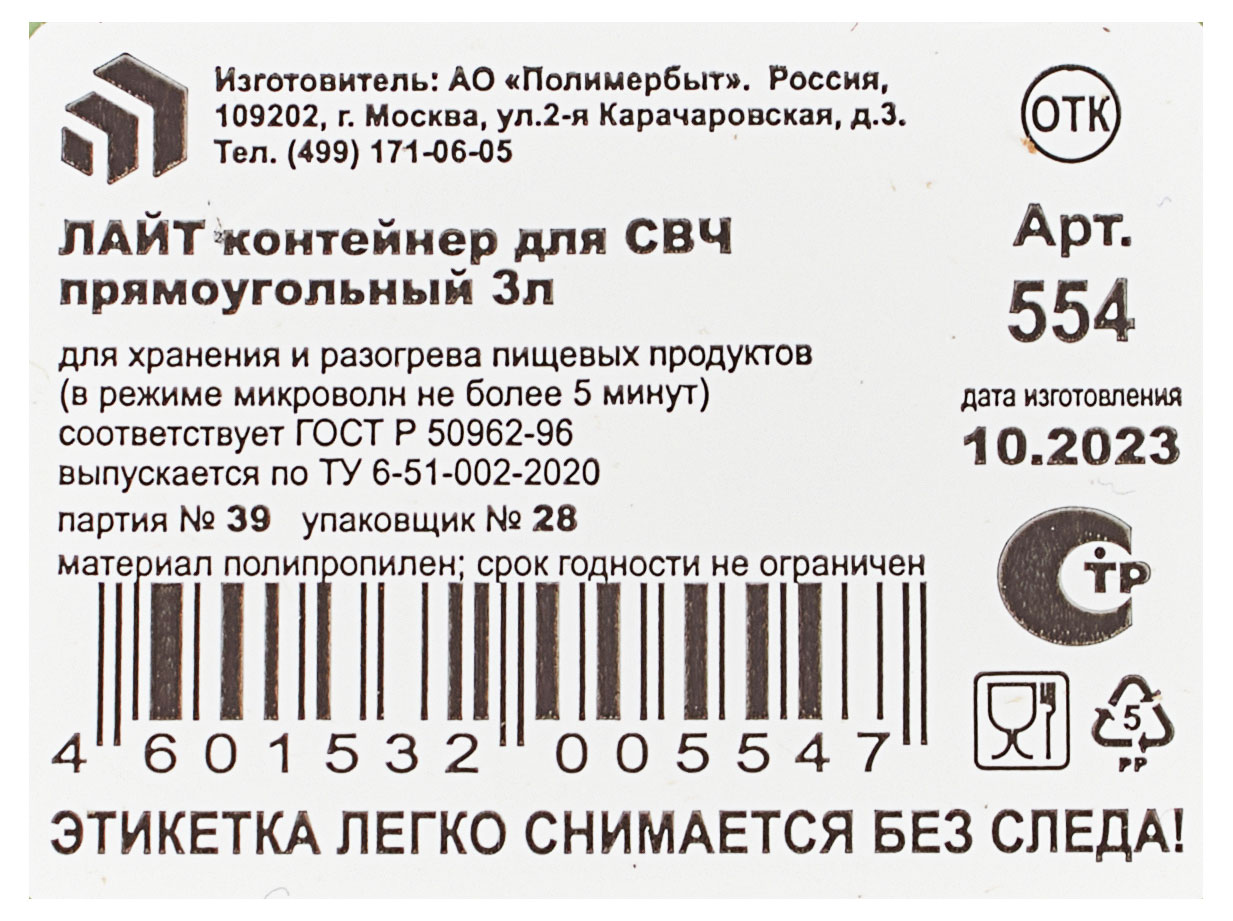 Изготовитель: АО «Полимербыт». Россия,
109202, г. Москва, ул.2-я Карачаровская, д.3.
Тел. (499) 171-06-05
ОТК
ЛАЙТ контейнер для СВЧ
прямоугольный 3л
Арт.
554
для хранения и разогрева пищевых продуктов
(в режиме микроволн не более 5 минут)
соответствует ГОСТ Р 50962-96
выпускается по ТУ 6-51-002-2020
дата изготовления
10.2023
партия № 39 упаковщик № 28
материал полипропилен; срок годности не ограничен
СТР
4 601532 005547
5
PP
ЭТИКЕТКА ЛЕГКО СНИМАЕТСЯ БЕЗ СЛЕДА!